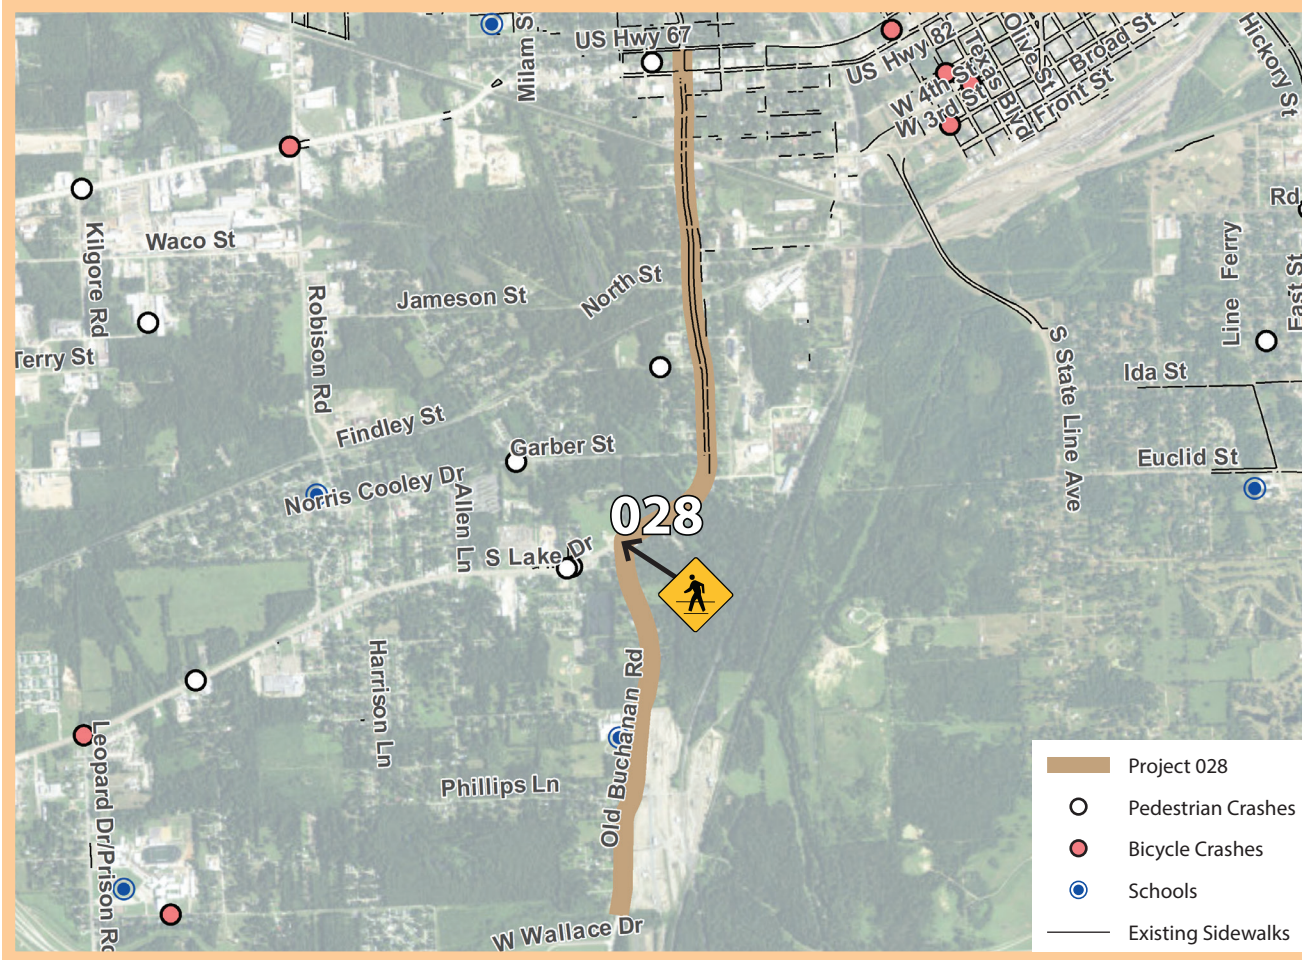 Milam St
US Hwy 67
US Hwy 82
Texas Blvd
Olive St
Broad St
Hickory St
W 4th St
W 3rd St
Front St
Rd
Kilgore Rd
Waco St
Robison Rd
Jameson St
North St
Lime Ferry
East St
Terry St
S State Line Ave
Ida St
Findley St
Garber St
Euclid St
Norris Cooley Dr
Allen Ln
028
S Lake Dr
Harrison Ln
Old Buchanan Rd
Leopard Dr/Prison Rd
Phillips Ln
W Wallace Dr
Project 028
Pedestrian Crashes
Bicycle Crashes
Schools
Existing Sidewalks